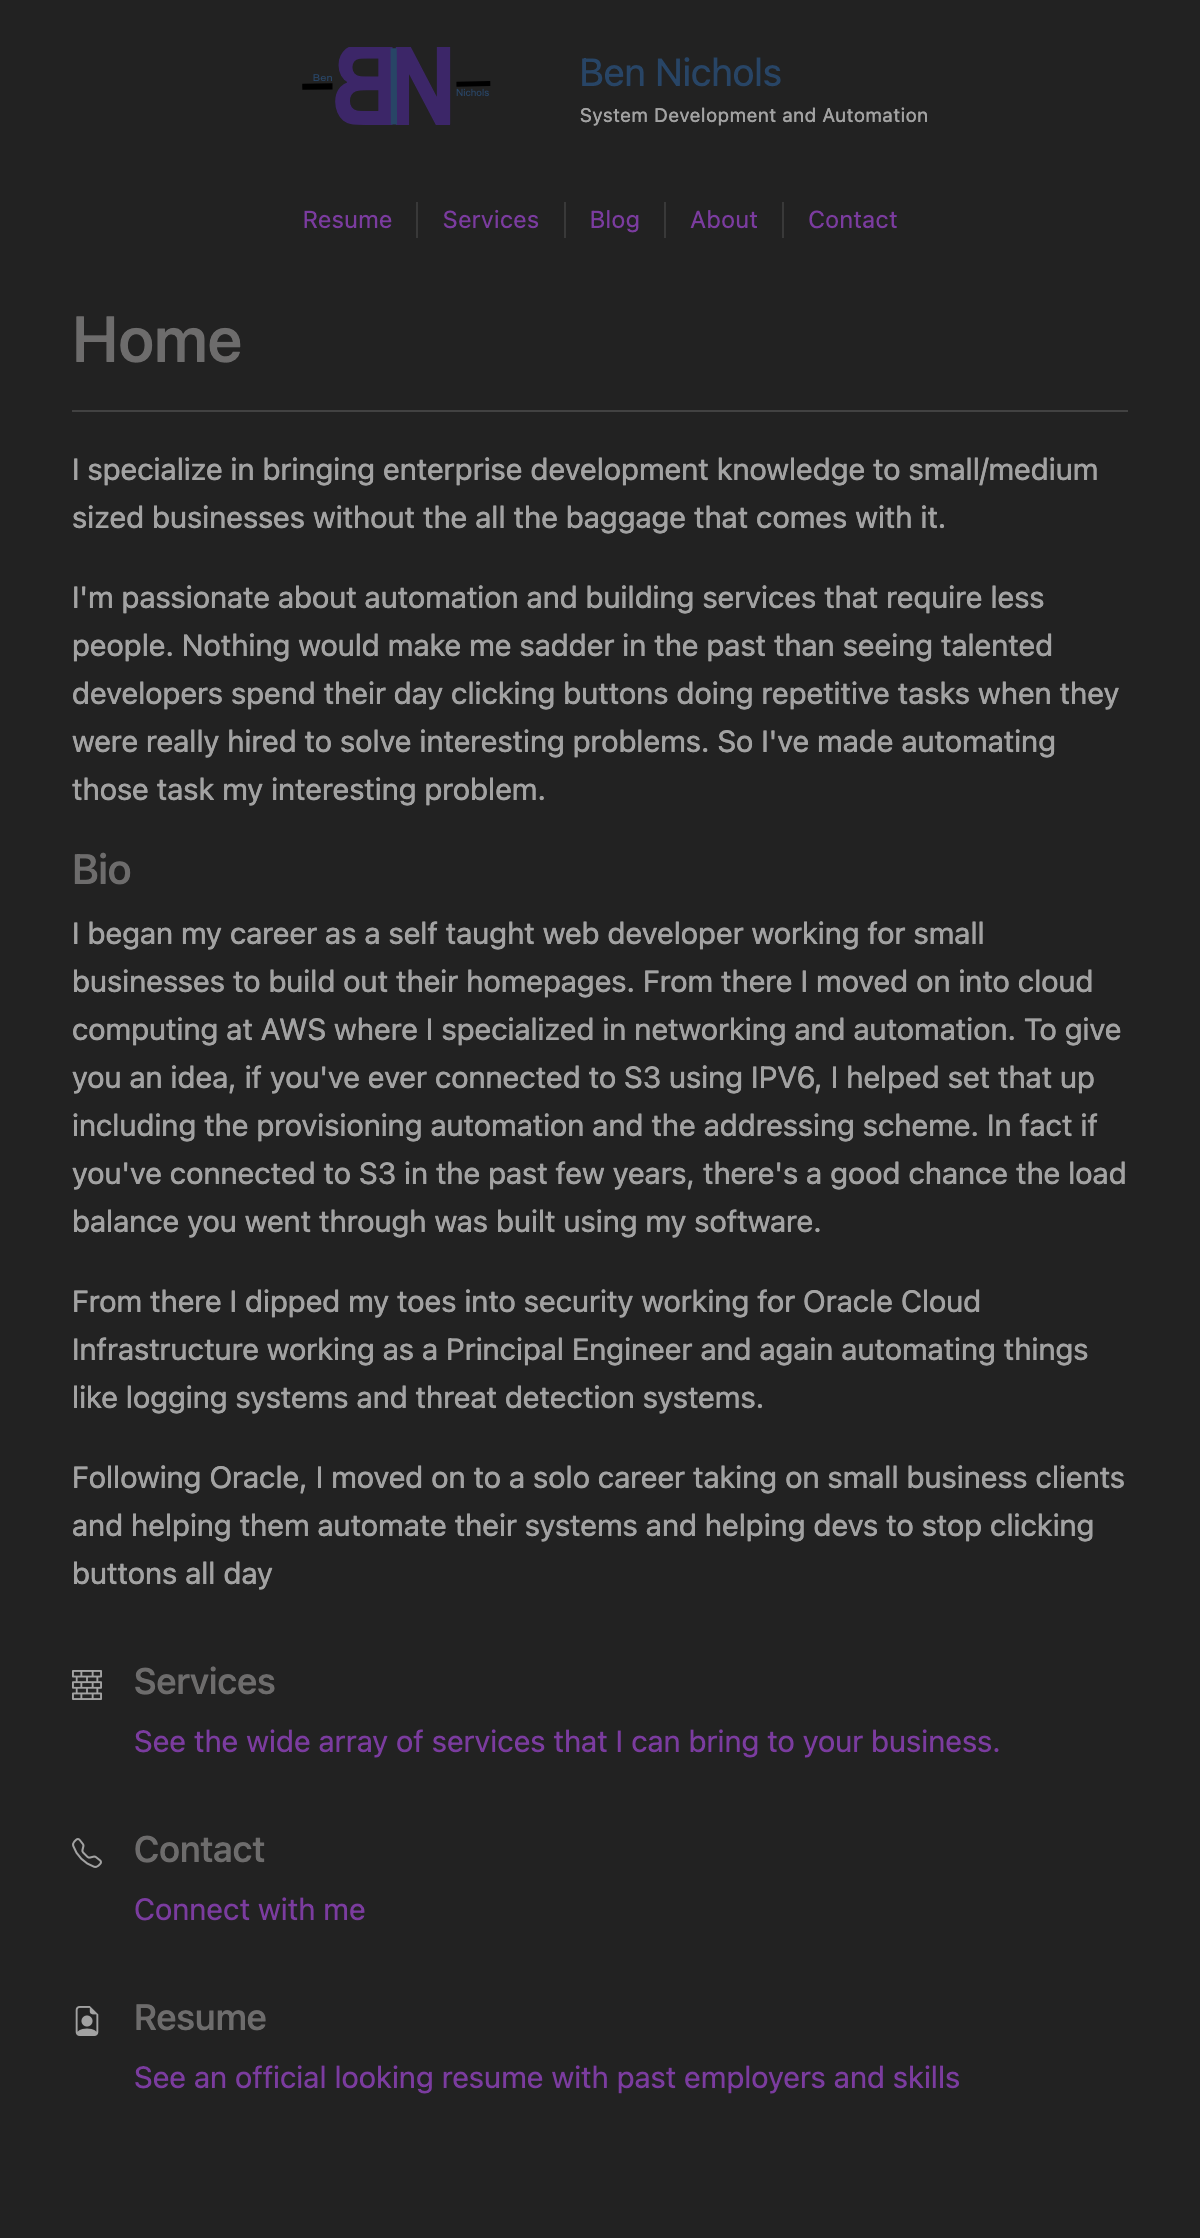 Ben
BN
Nichols
Ben Nichols
System Development and Automation
Resume
Services
Blog
About
Contact
Home
I specialize in bringing enterprise development knowledge to small/medium
sized businesses without the all the baggage that comes with it.
I'm passionate about automation and building services that require less
people. Nothing would make me sadder in the past than seeing talented
developers spend their day clicking buttons doing repetitive tasks when they
were really hired to solve interesting problems. So I've made automating
those task my interesting problem.
Bio
I began my career as a self taught web developer working for small
businesses to build out their homepages. From there I moved on into cloud
computing at AWS where I specialized in networking and automation. To give
you an idea, if you've ever connected to S3 using IPV6, I helped set that up
including the provisioning automation and the addressing scheme. In fact if
you've connected to S3 in the past few years, there's a good chance the load
balance you went through was built using my software.
From there I dipped my toes into security working for Oracle Cloud
Infrastructure working as a Principal Engineer and again automating things
like logging systems and threat detection systems.
Following Oracle, I moved on to a solo career taking on small business clients
and helping them automate their systems and helping devs to stop clicking
buttons all day
Services
See the wide array of services that I can bring to your business.
Contact
Connect with me
Resume
See an official looking resume with past employers and skills